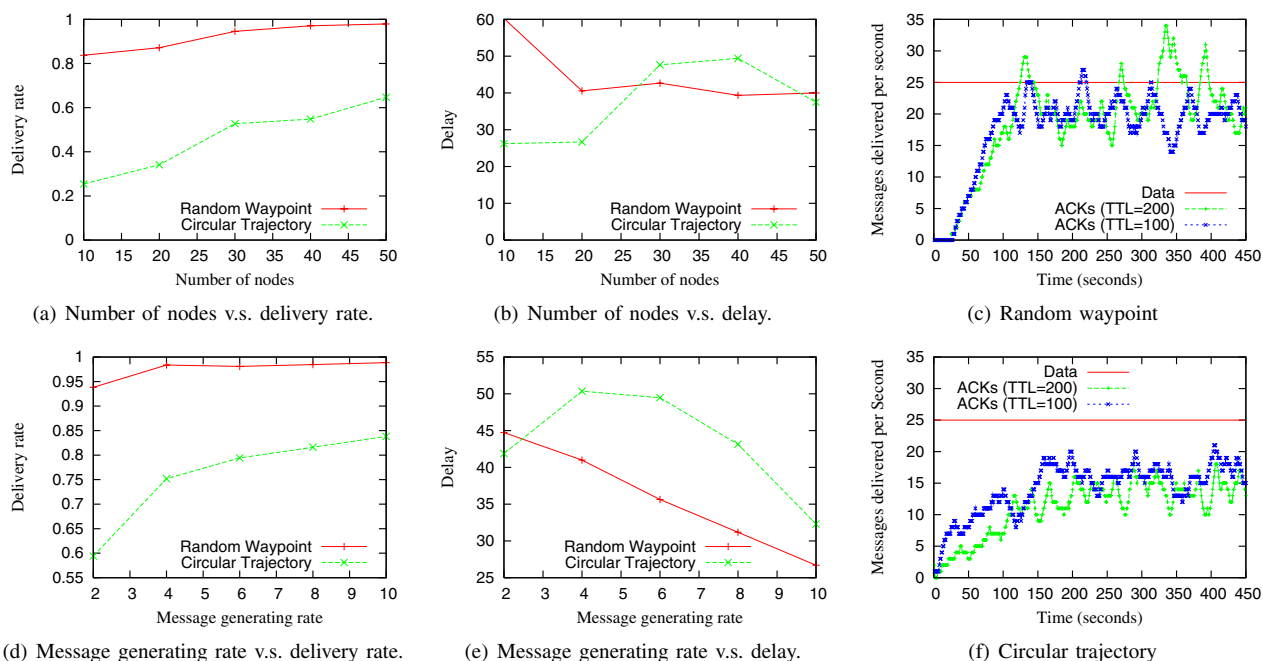 1
0.8
0.6
0.4
0.2
0
10 15 20 25 30 35 40 45 50
Delivery rate
Number of nodes
Random Waypoint
Circular Trajectory
(a) Number of nodes v.s. delivery rate.
60
50
40
30
20
10
0
10 15 20 25 30 35 40 45 50
Delay
Number of nodes
Random Waypoint
Circular Trajectory
(b) Number of nodes v.s. delay.
35
30
25
20
15
10
5
0
0 50 100 150 200 250 300 350 400 450
Messages delivered per second
Time (seconds)
Data
ACKs (TTL=200)
ACKs (TTL=100)
(c) Random waypoint
1
0.95
0.9
0.85
0.8
0.75
0.7
0.65
0.6
0.55
2 3 4 5 6 7 8 9 10
Delivery rate
Message generating rate
Random Waypoint
Circular Trajectory
(d) Message generating rate v.s. delivery rate.
55
50
45
40
35
30
25
2 3 4 5 6 7 8 9 10
Delay
Message generating rate
Random Waypoint
Circular Trajectory
(e) Message generating rate v.s. delay.
35
30
25
20
15
10
5
0
0 50 100 150 200 250 300 350 400 450
Messages delivered per Second
Time (seconds)
Data
ACKs (TTL=200)
ACKs (TTL=100)
(f) Circular trajectory